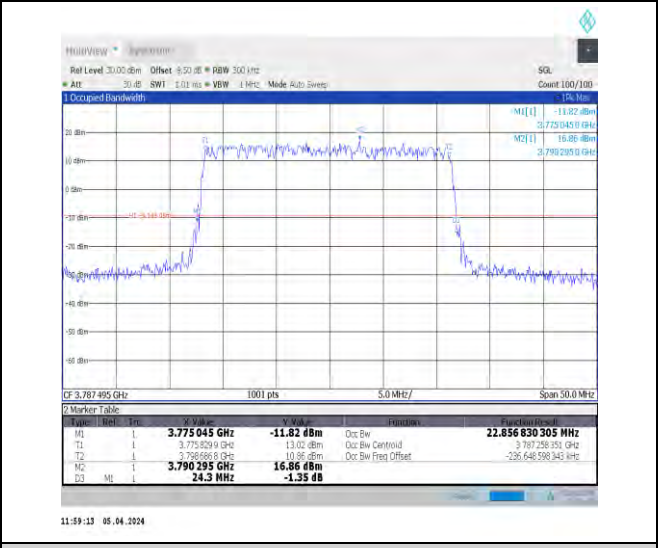 MultiView Spectrum
Ref Level 30.00 dBm Offset 8.50 dB RBW 300 kHz SGL
Att 30 dB SWT 1.01 ms VBW 1 MHz Mode Auto Sweep Count 100/100
1 Occupied Bandwidth 1Pk Max
M1[1] -11.82 dBm
3.775045 0 GHz
M2[1] 16.86 dBm
3.790 295 0 GHz
20 dBm
10 dBm
0 dBm
-10 dBm
-20 dBm
-30 dBm
-40 dBm
-50 dBm
-60 dBm
CF 3.787 495 GHz 1001 pts 5.0 MHz/ Span 50.0 MHz
2 Marker Table
Type Ref Trc X-Value Y-Value Function Function Result
M1 1 3.775045 GHz -11.82 dBm Occ Bw 22.856 830 305 MHz
T1 1 3.775 829 9 GHz 13.02 dBm Occ Bw Centroid 3.787 258 351 GHz
T2 1 3.798 686 8 GHz 10.86 dBm Occ Bw Freq Offset -236.648 598 343 kHz
M2 1 3.790 295 GHz 16.86 dBm
D3 M1 1 24.3 MHz -1.35 dB
11:59:13 05.04.2024